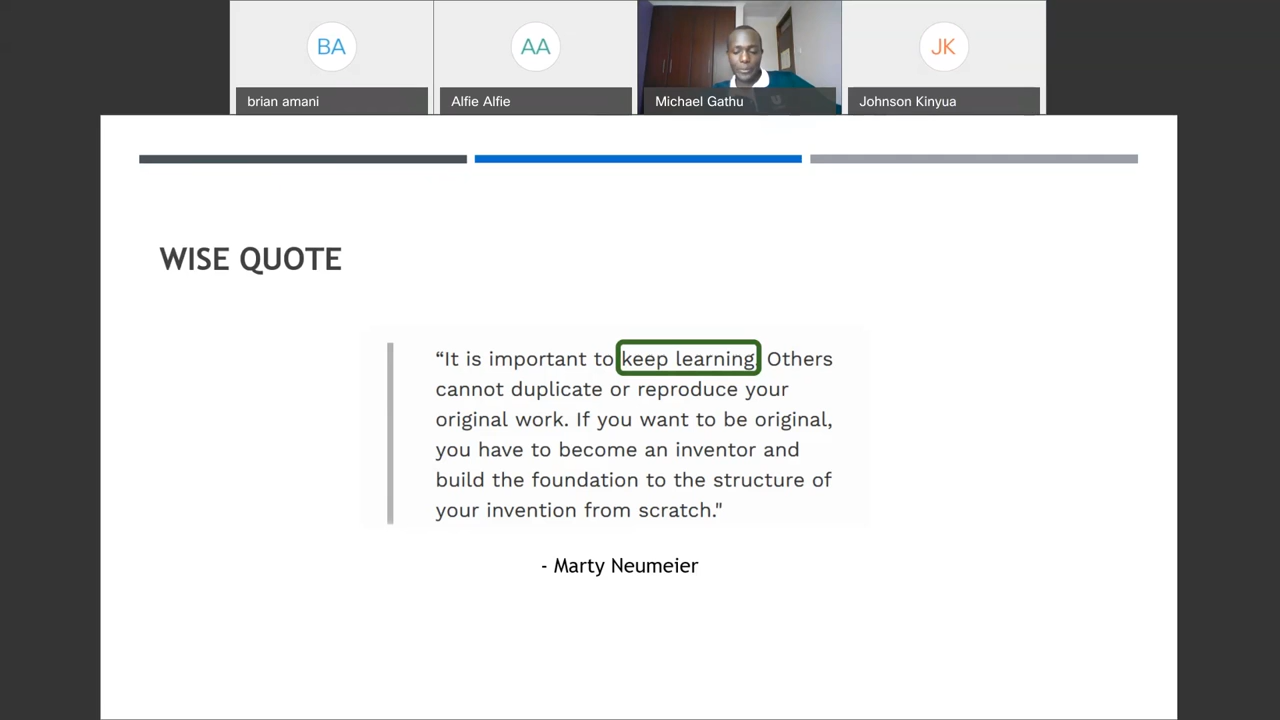 BA
AA
JK
brian amani
Alfie Alfie
Michael Gathu
Johnson Kinyua
WISE QUOTE
“It is important to keep learning. Others
cannot duplicate or reproduce your
original work. If you want to be original,
you have to become an inventor and
build the foundation to the structure of
your invention from scratch."
- Marty Neumeier